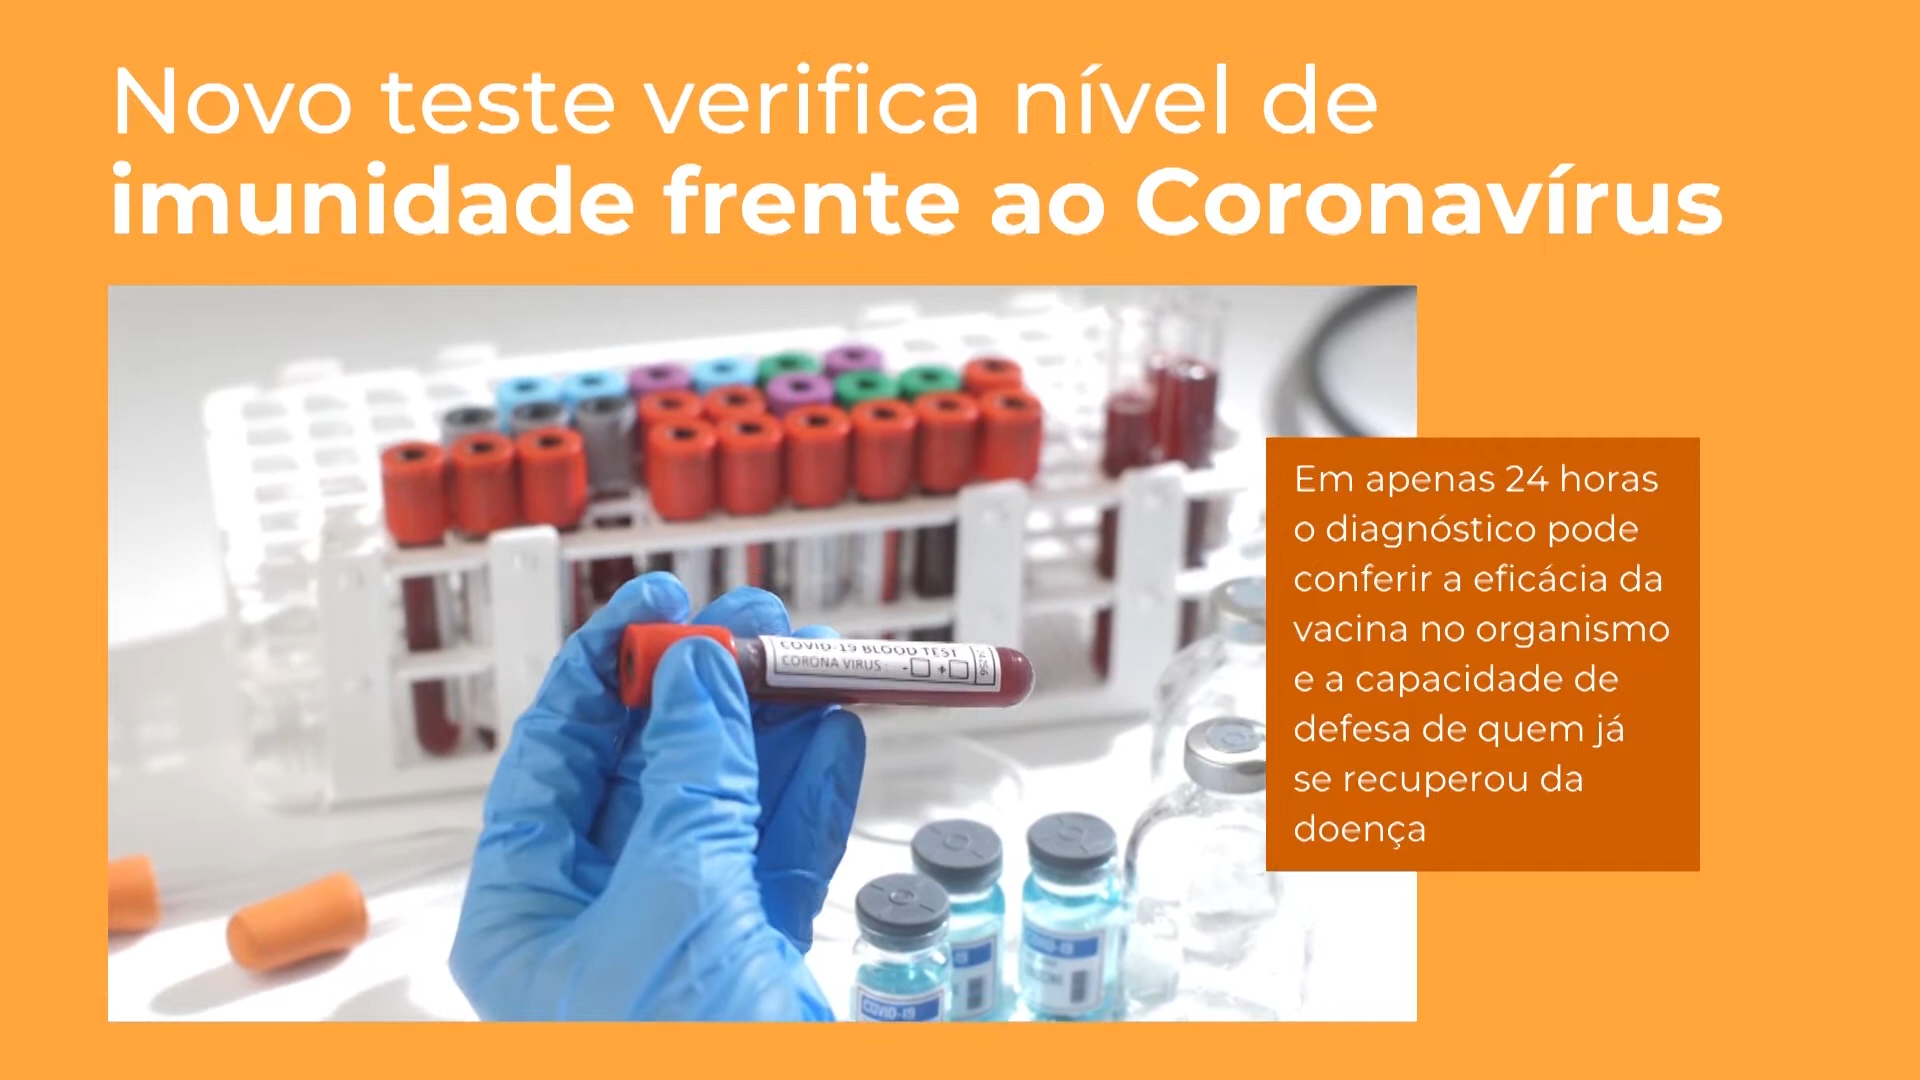 Novo teste verifica nível de
imunidade frente ao Coronavírus
Em apenas 24 horas
o diagnóstico pode
conferir a eficácia da
vacina no organismo
e a capacidade de
defesa de quem já
se recuperou da
doença
COVID-19 BLOOD TEST
CORONA VIRUS : - +
COVID-19